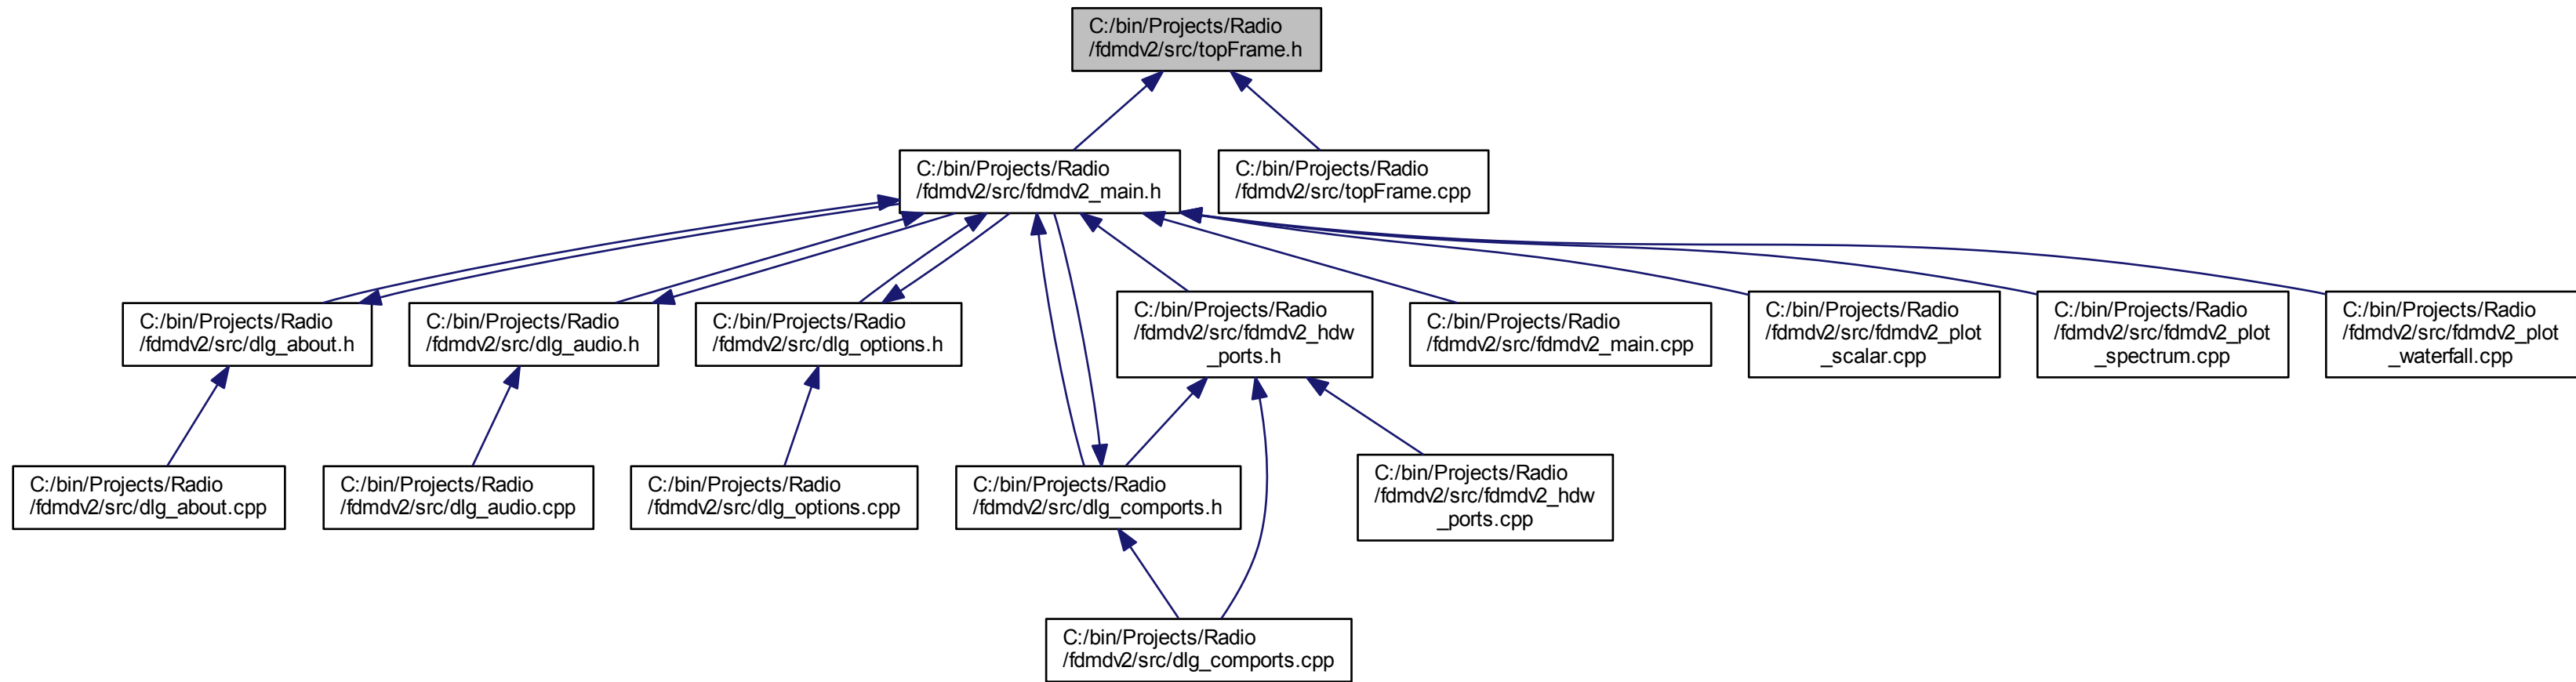 C:/bin/Projects/Radio
/fdmdv2/src/topFrame.h
C:/bin/Projects/Radio
/fdmdv2/src/fdmdv2_main.h
C:/bin/Projects/Radio
/fdmdv2/src/topFrame.cpp
C:/bin/Projects/Radio
/fdmdv2/src/dlg_about.h
C:/bin/Projects/Radio
/fdmdv2/src/dlg_audio.h
C:/bin/Projects/Radio
/fdmdv2/src/dlg_options.h
C:/bin/Projects/Radio
/fdmdv2/src/fdmdv2_hdw
_ports.h
C:/bin/Projects/Radio
/fdmdv2/src/fdmdv2_main.cpp
C:/bin/Projects/Radio
/fdmdv2/src/fdmdv2_plot
_scalar.cpp
C:/bin/Projects/Radio
/fdmdv2/src/fdmdv2_plot
_spectrum.cpp
C:/bin/Projects/Radio
/fdmdv2/src/fdmdv2_plot
_waterfall.cpp
C:/bin/Projects/Radio
/fdmdv2/src/dlg_about.cpp
C:/bin/Projects/Radio
/fdmdv2/src/dlg_audio.cpp
C:/bin/Projects/Radio
/fdmdv2/src/dlg_options.cpp
C:/bin/Projects/Radio
/fdmdv2/src/dlg_comports.h
C:/bin/Projects/Radio
/fdmdv2/src/fdmdv2_hdw
_ports.cpp
C:/bin/Projects/Radio
/fdmdv2/src/dlg_comports.cpp